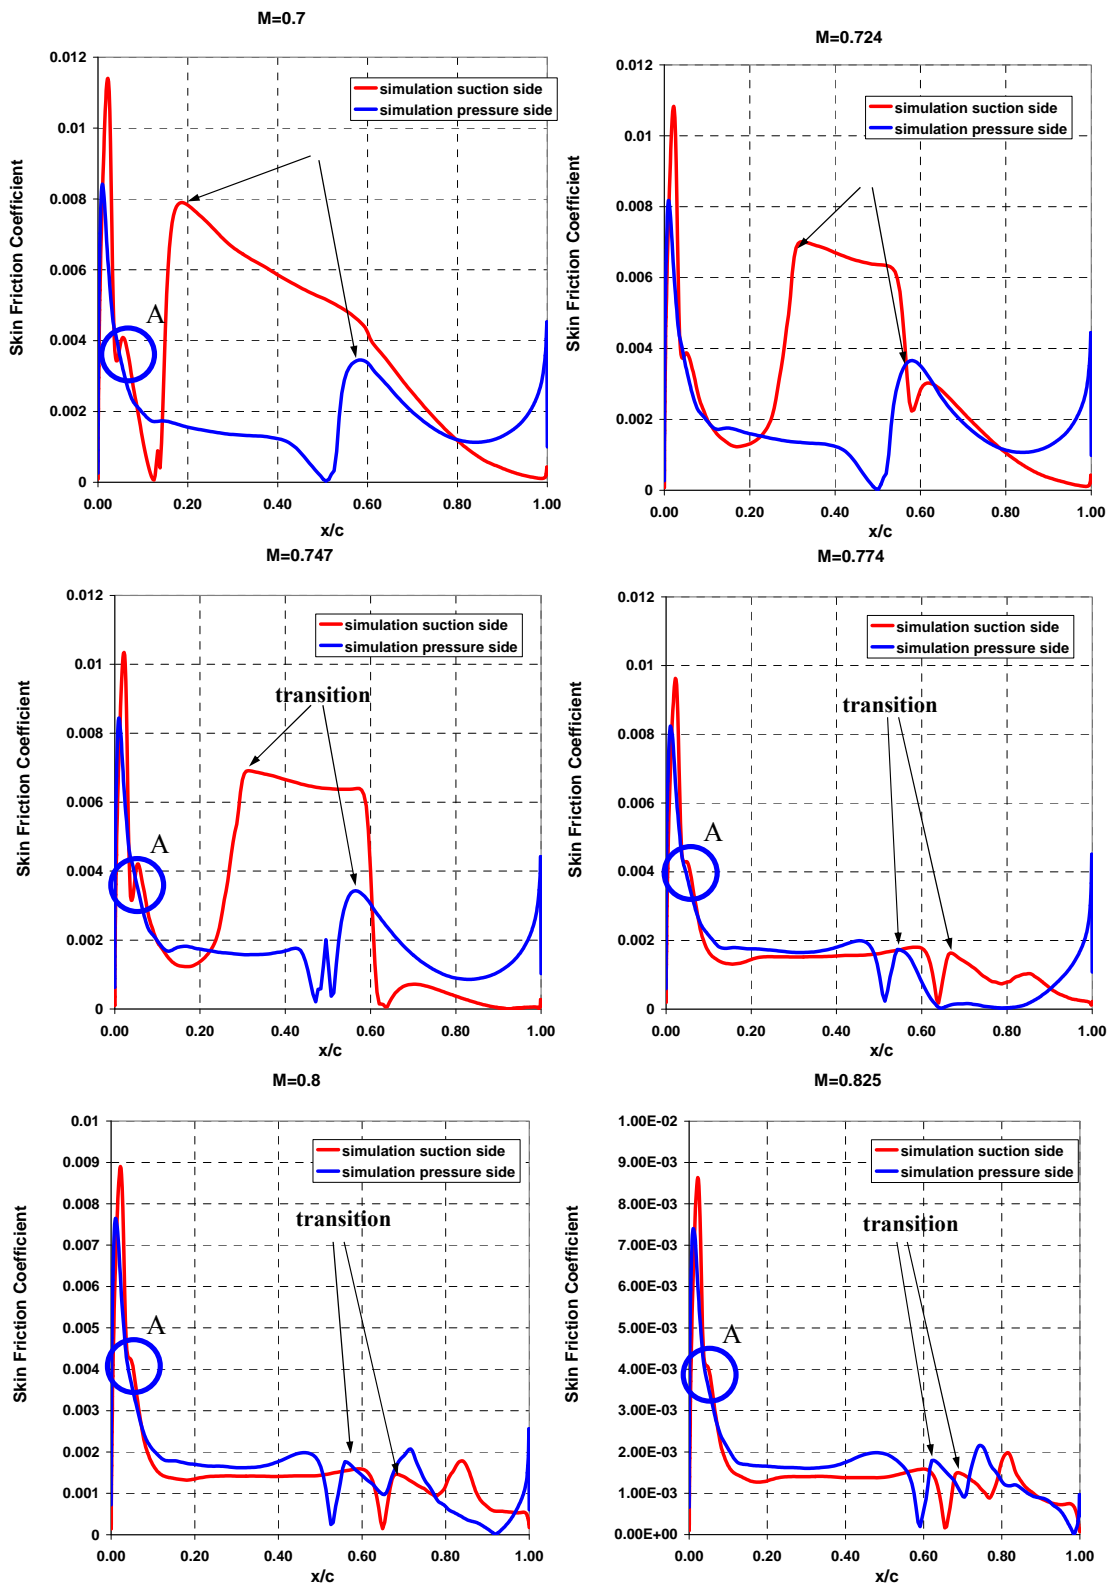 M=0.7
0.012
0.01
0.008
0.006
0.004
0.002
0
Skin Friction Coefficient
simulation suction side
simulation pressure side
A
0.00 0.20 0.40 0.60 0.80 1.00
x/c
M=0.724
0.012
0.01
0.008
0.006
0.004
0.002
0
Skin Friction Coefficient
simulation suction side
simulation pressure side
0.00 0.20 0.40 0.60 0.80 1.00
x/c
M=0.747
0.012
0.01
0.008
0.006
0.004
0.002
0
Skin Friction Coefficient
simulation suction side
simulation pressure side
transition
A
0.00 0.20 0.40 0.60 0.80 1.00
x/c
M=0.774
0.012
0.01
0.008
0.006
0.004
0.002
0
Skin Friction Coefficient
simulation suction side
simulation pressure side
transition
A
0.00 0.20 0.40 0.60 0.80 1.00
x/c
M=0.8
0.01
0.009
0.008
0.007
0.006
0.005
0.004
0.003
0.002
0.001
0
Skin Friction Coefficient
simulation suction side
simulation pressure side
transition
A
0.00 0.20 0.40 0.60 0.80 1.00
x/c
M=0.825
1.00E-02
9.00E-03
8.00E-03
7.00E-03
6.00E-03
5.00E-03
4.00E-03
3.00E-03
2.00E-03
1.00E-03
0.00E+00
Skin Friction Coefficient
simulation suction side
simulation pressure side
transition
A
0.00 0.20 0.40 0.60 0.80 1.00
x/c